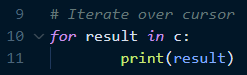 9 # Iterate over cursor
10 for result in c:
11 print(result)